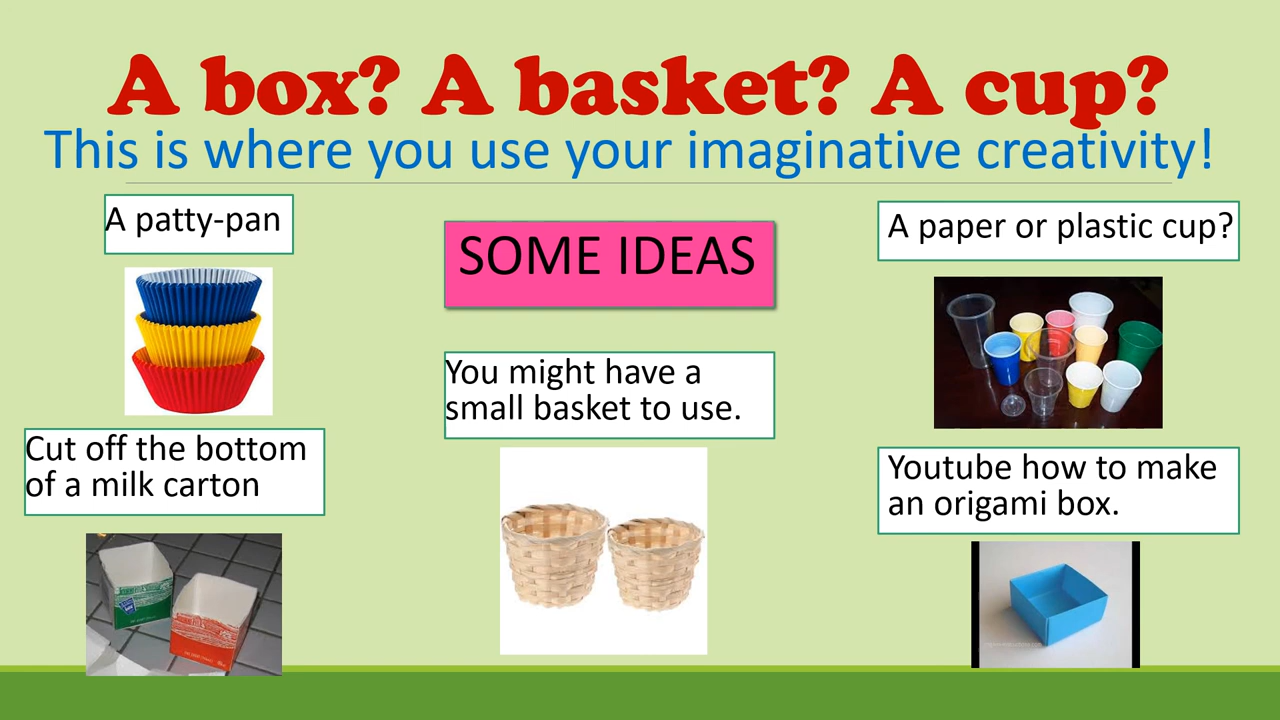 A box? A basket? A cup?
This is where you use your imaginative creativity!
A patty-pan
SOME IDEAS
A paper or plastic cup?
You might have a
small basket to use.
Cut off the bottom
of a milk carton
Youtube how to make
an origami box.